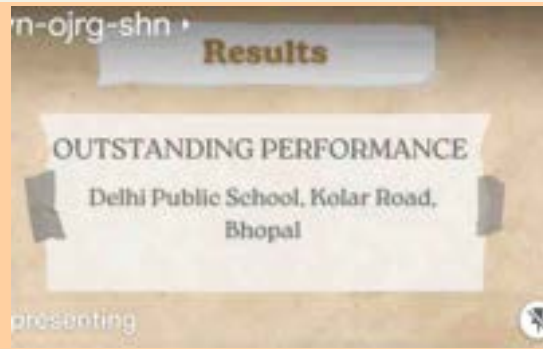 n-ojrg-shn
Results
OUTSTANDING PERFORMANCE
Delhi Public School, Kolar Road,
Bhopal
presenting